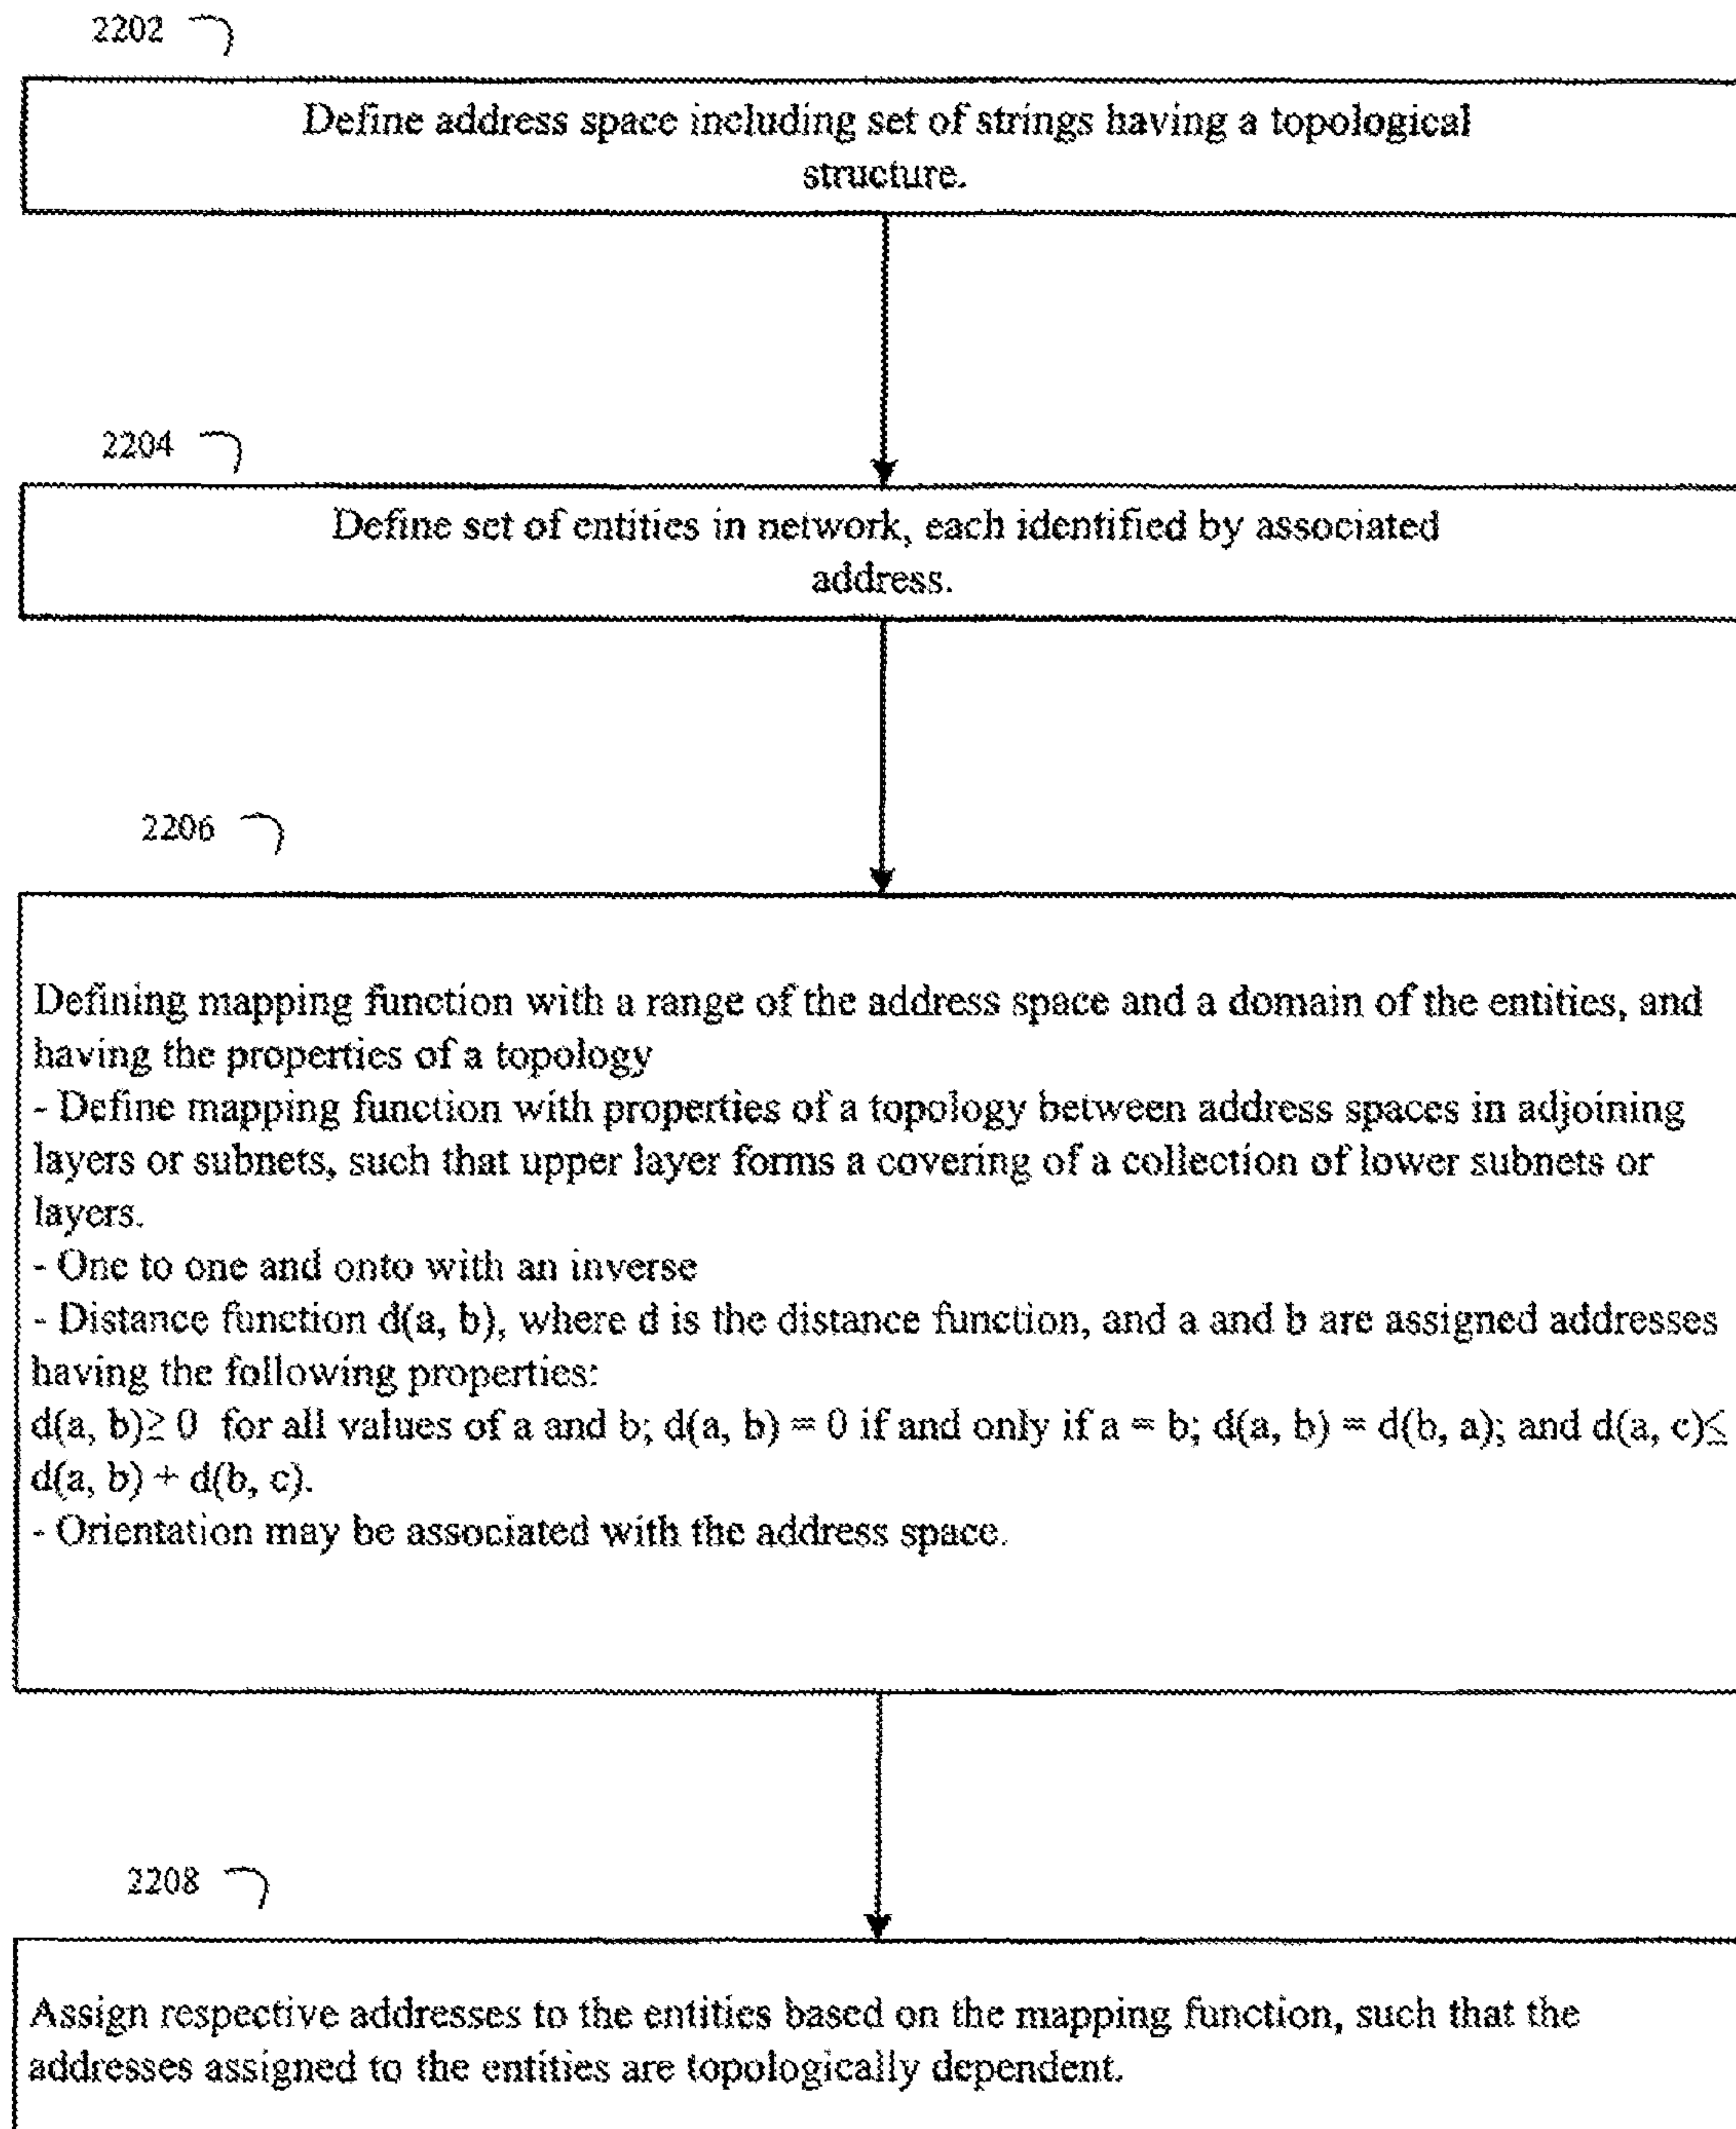 2202
Define address space including set of strings having a topological
structure.
2204
Define set of entities in network, each identified by associated
address.
2206
Defining mapping function with a range of the address space and a domain of the entities, and
having the properties of a topology
- Define mapping function with properties of a topology between address spaces in adjoining
layers or subnets, such that upper layer forms a covering of a collection of lower subnets or
layers.
- One to one and onto with an inverse
- Distance function d(a, b), where d is the distance function, and a and b are assigned addresses
having the following properties:
d(a, b)≥ 0 for all values of a and b; d(a, b) = 0 if and only if a = b; d(a, b) = d(b, a); and d(a, c)≤
d(a, b) + d(b, c).
- Orientation may be associated with the address space.
2208
Assign respective addresses to the entities based on the mapping function, such that the
addresses assigned to the entities are topologically dependent.